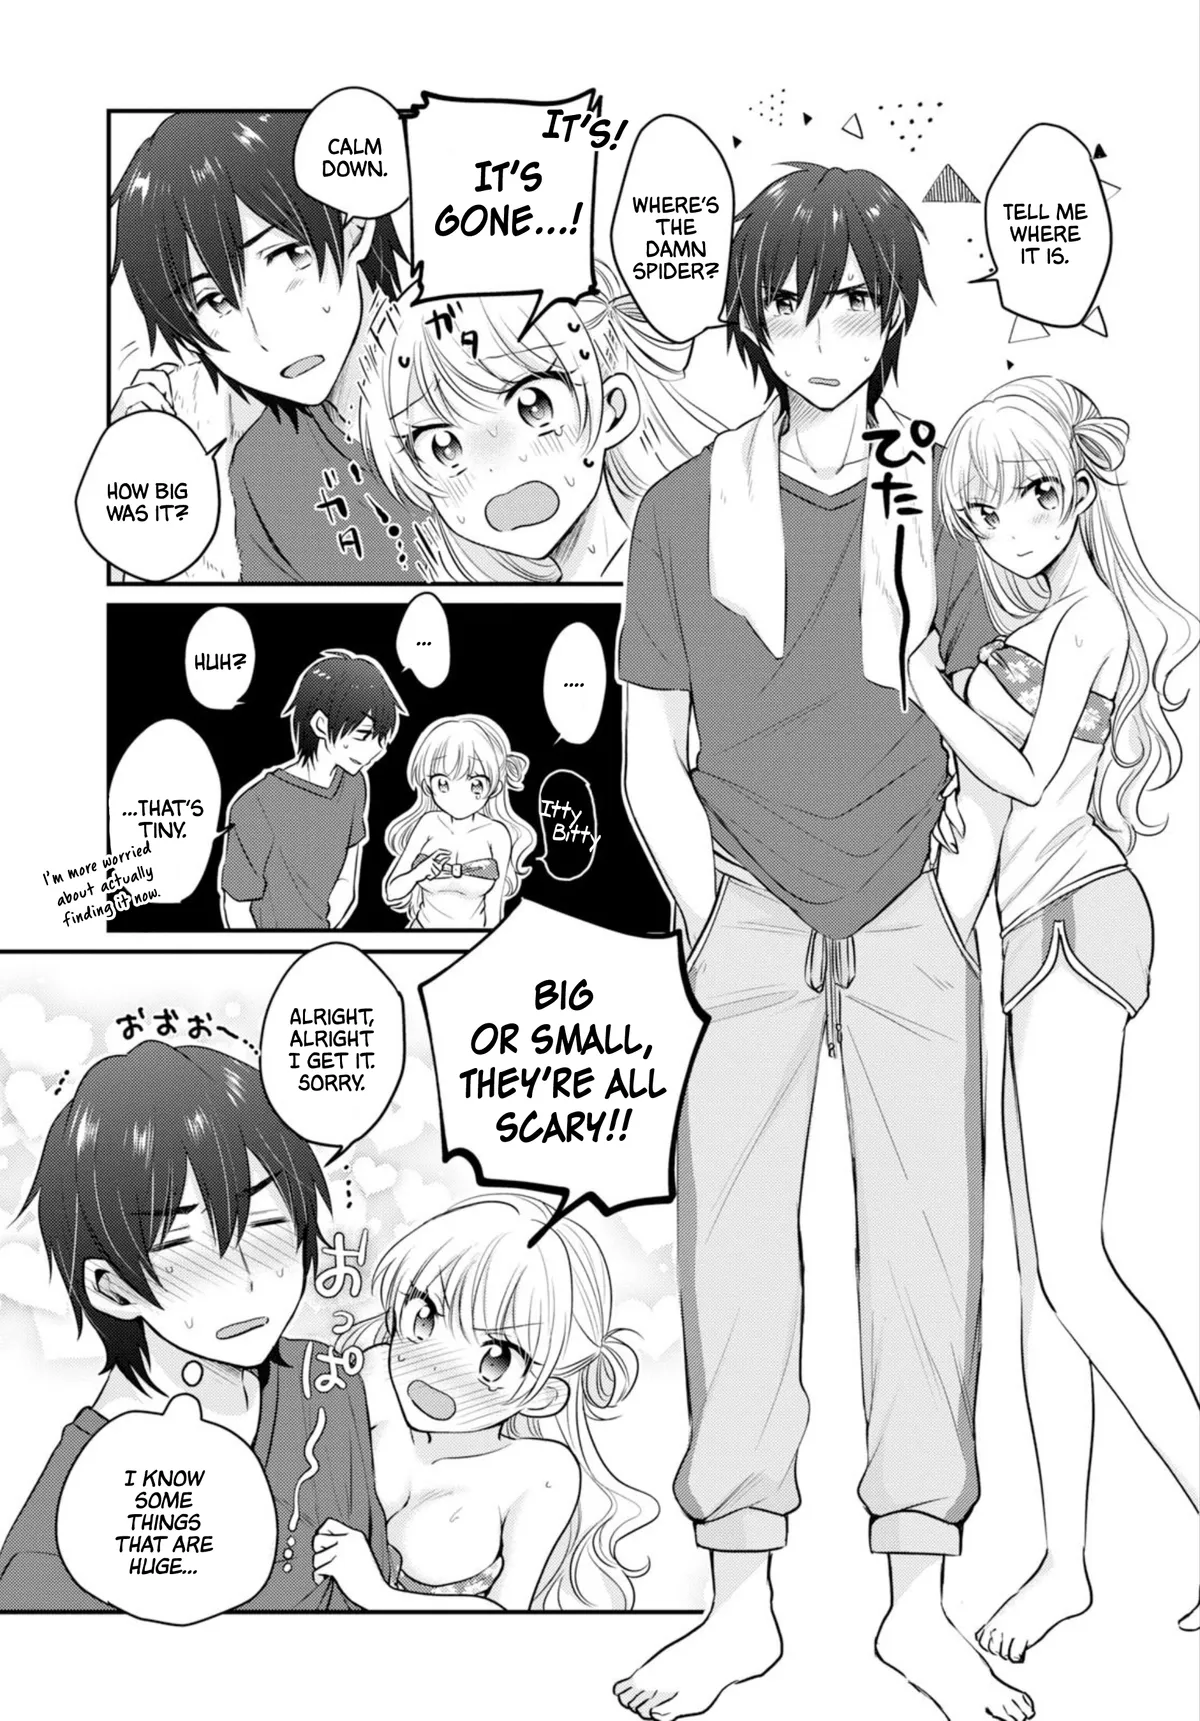 TELL ME
WHERE
IT IS.
WHERE'S
THE
DAMN
SPIDER?
ぴたー
IT'S!
IT'S
GONE...!
CALM
DOWN.
HOW BIG
WAS IT?
ガタ
ガタ
.....
...
HUH?
Itty
Bitty
...THAT'S
TINY.
I'm more worried
about actually
finding it now.
BIG
OR SMALL,
THEY'RE ALL
SCARY!!
ALRIGHT,
ALRIGHT
I GET IT.
SORRY.
おおお~...
おっぱ~...
I KNOW
SOME
THINGS
THAT ARE
HUGE...